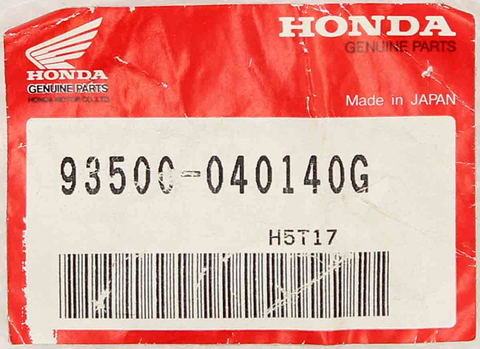 HONDA
GENUINE PARTS
HONDA MOTOR CO.,LTD.
HONDA
GENUINE PARTS
Made in JAPAN
93500-040140G
H5T17